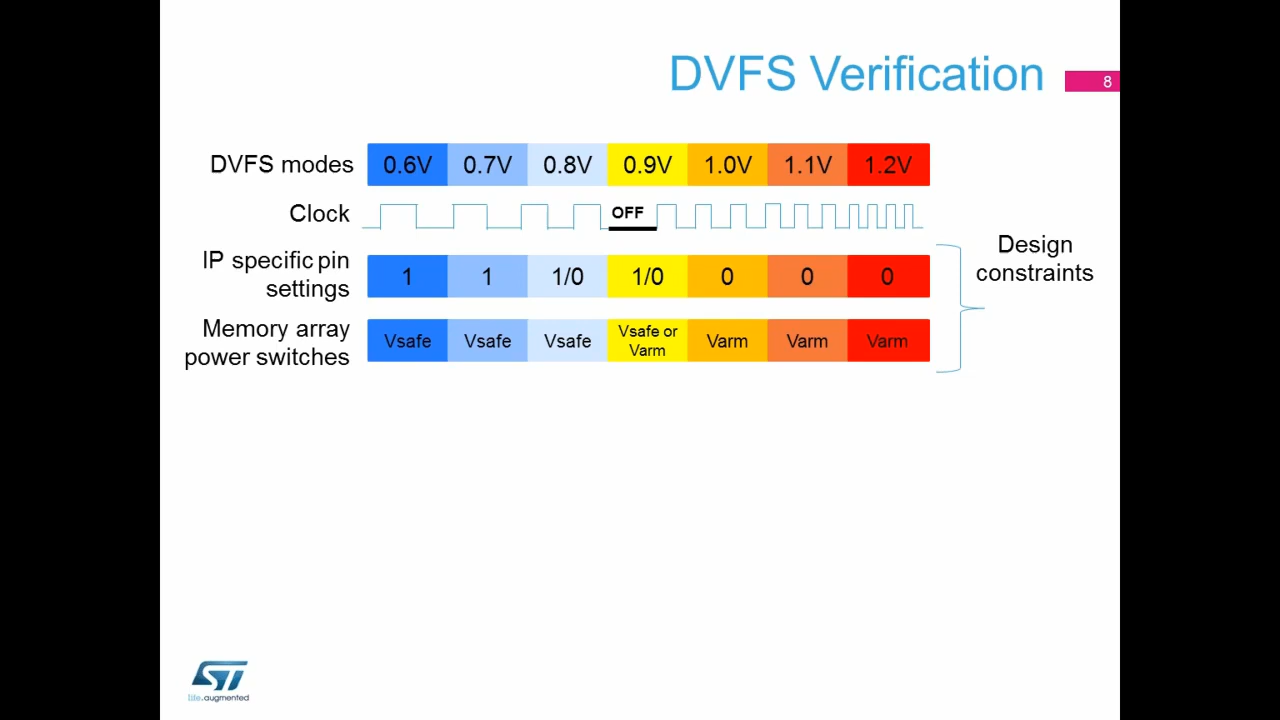 DVFS Verification
8
DVFS modes
0.6V 0.7V 0.8V 0.9V 1.0V 1.1V 1.2V
Clock
OFF
IP specific pin
settings
1 1 1/0 1/0 0 0 0
Design
constraints
Memory array
power switches
Vsafe Vsafe Vsafe Vsafe or
Varm Varm Varm Varm
ST
life.augmented